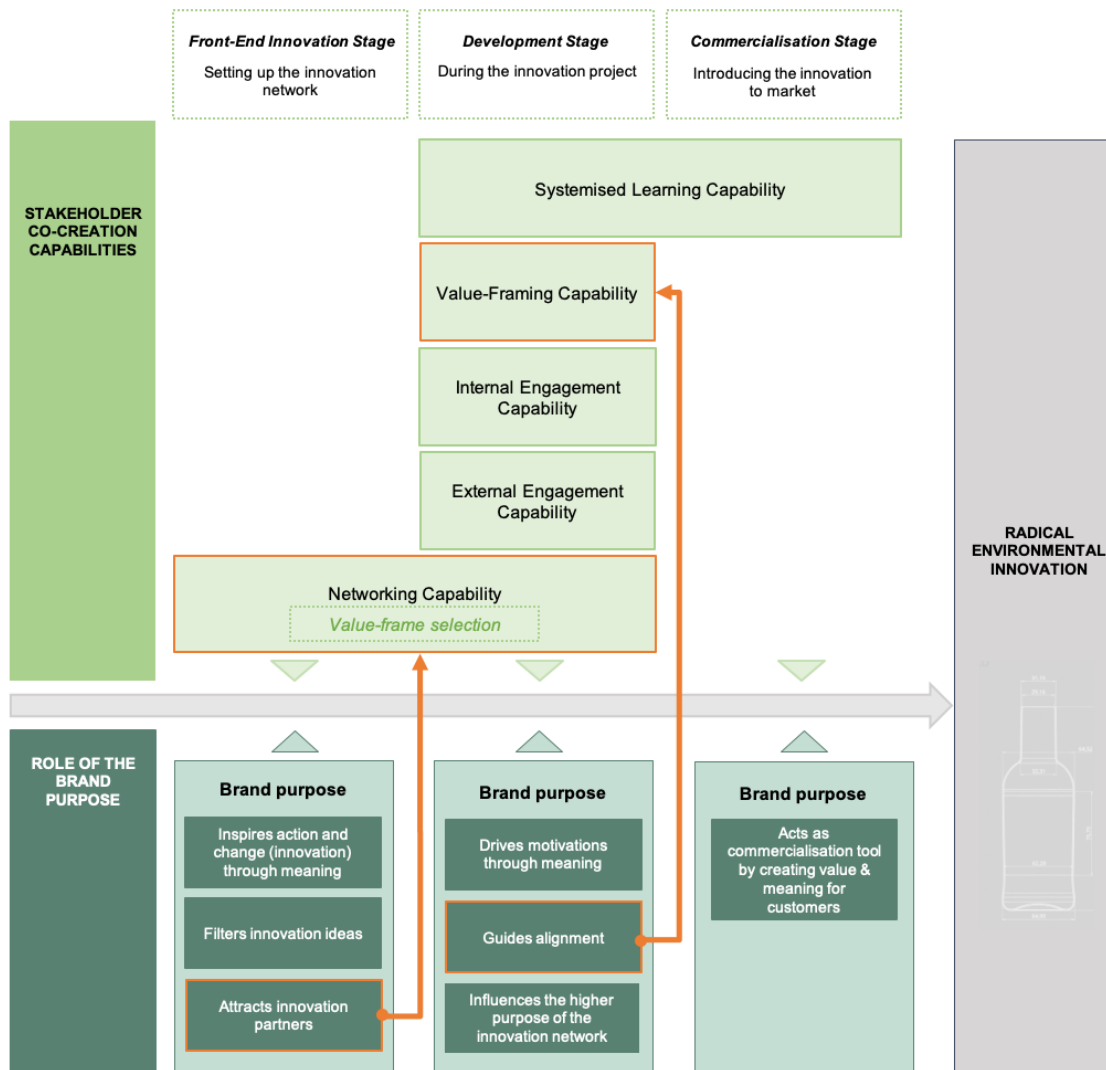 Front-End Innovation Stage
Setting up the innovation
network
Development Stage
During the innovation project
Commercialisation Stage
Introducing the innovation
to market
STAKEHOLDER
CO-CREATION
CAPABILITIES
Systemised Learning Capability
Value-Framing Capability
Internal Engagement
Capability
External Engagement
Capability
Networking Capability
Value-frame selection
RADICAL
ENVIRONMENTAL
INNOVATION
ROLE OF THE
BRAND
PURPOSE
Brand purpose
Inspires action and
change (innovation)
through meaning
Filters innovation ideas
Attracts innovation
partners
Brand purpose
Drives motivations
through meaning
Guides alignment
Influences the higher
purpose of the
innovation network
Brand purpose
Acts as
commercialisation tool
by creating value &
meaning for
customers